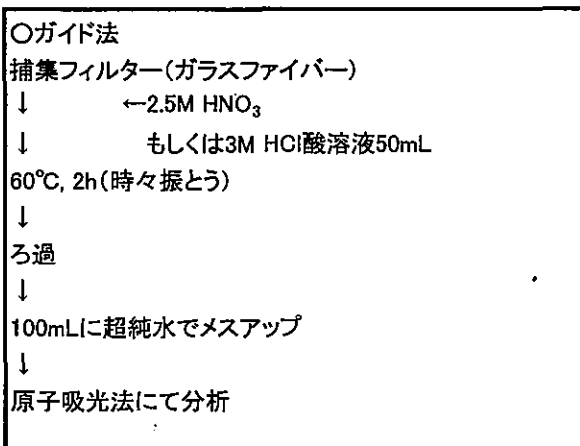 ○ガイド法
捕集フィルター(ガラスファイバー)
↓ ←2.5M HNO₃
↓ もしくは3M HCl酸溶液50mL
60℃, 2h(時々振とう)
↓
ろ過
↓
100mLに超純水でメスアップ
↓
原子吸光法にて分析